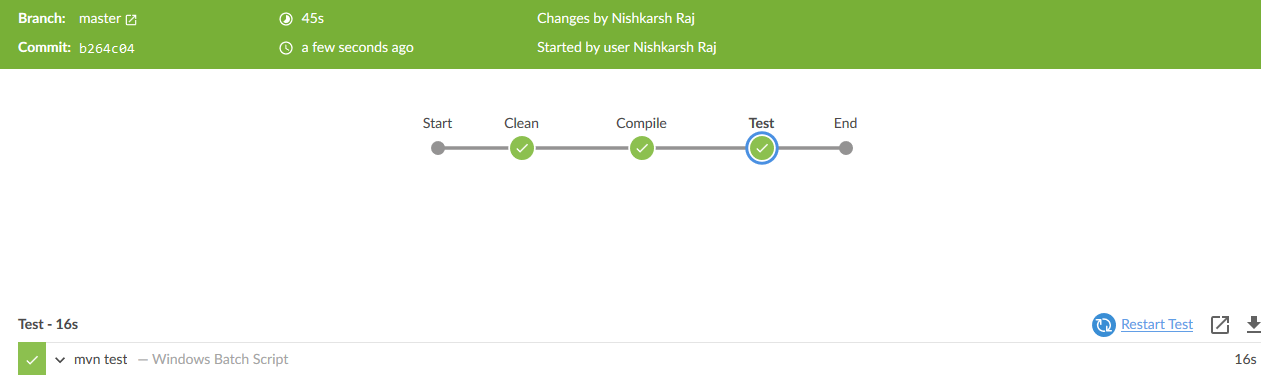 Branch: master 45s Changes by Nishkarsh Raj
Commit: b264c04 a few seconds ago Started by user Nishkarsh Raj
Start Clean Compile Test End
Test - 16s Restart Test
mvn test — Windows Batch Script 16s